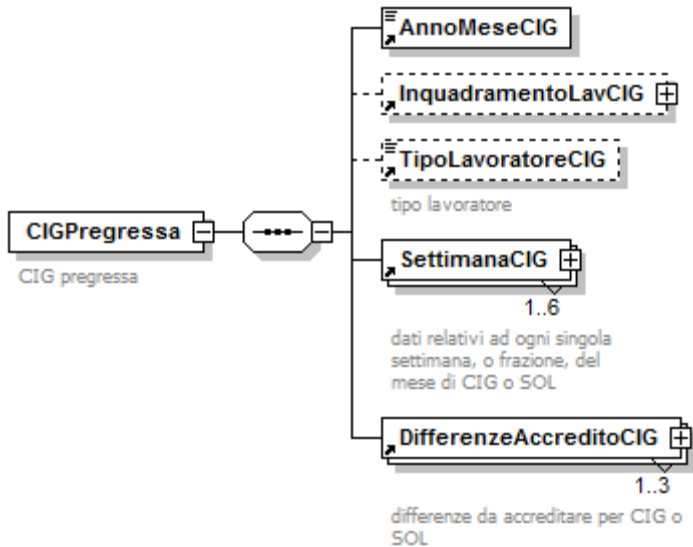 AnnoMeseCIG
InquadramentoLavCIG
TipoLavoratoreCIG
tipo lavoratore
CIGPregressa
CIG pregressa
SettimanaCIG
1..6
dati relativi ad ogni singola
settimana, o frazione, del
mese di CIG o SOL
DifferenzeAccreditoCIG
1..3
differenze da accreditare per CIG o
SOL